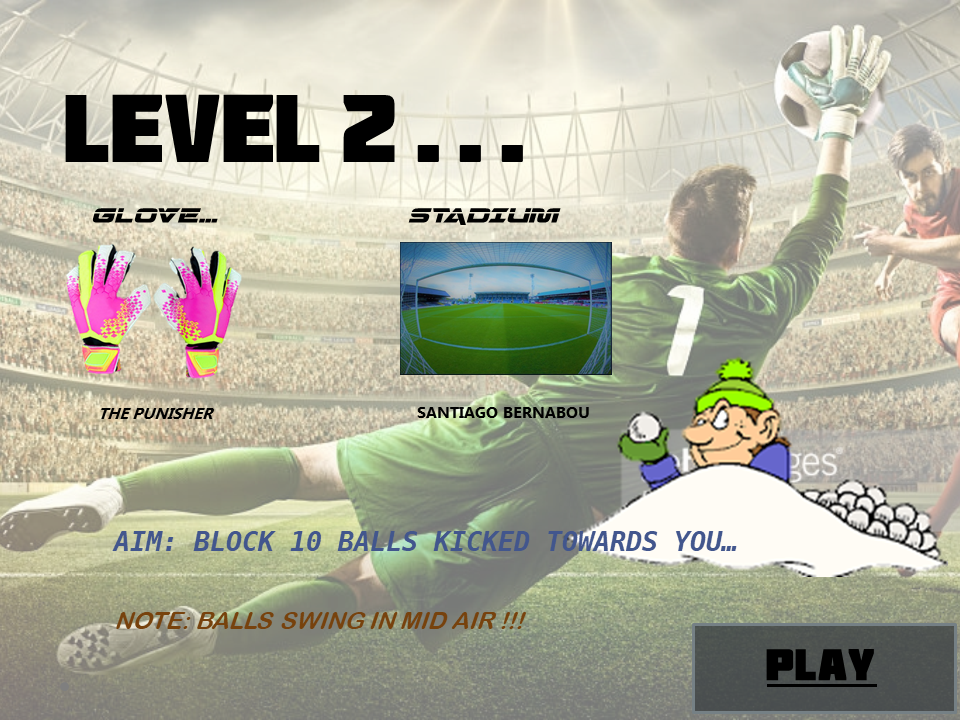 LEVEL 2 . . .
GLOVE... STADIUM
1
THE PUNISHER SANTIAGO BERNABOU
AIM: BLOCK 10 BALLS KICKED TOWARDS YOU…
NOTE: BALLS SWING IN MID AIR !!!
PLAY